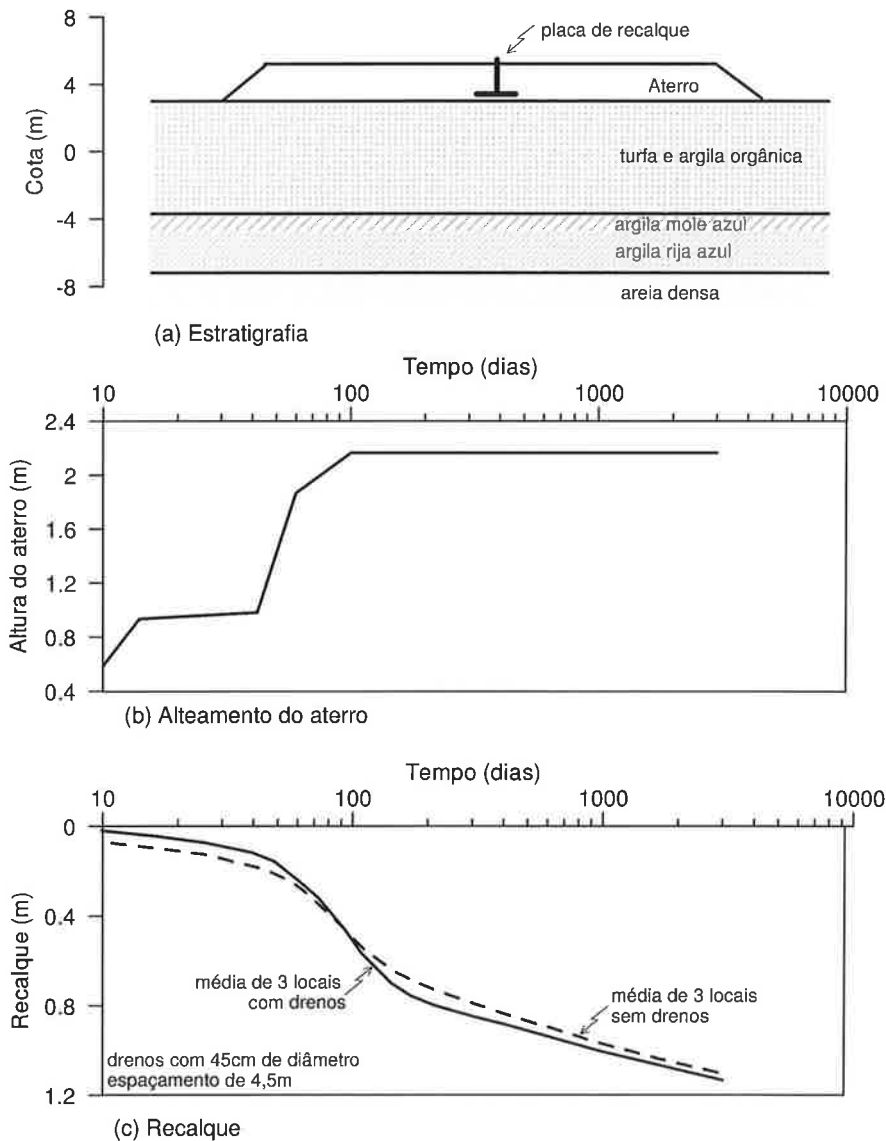 8
4
0
-4
-8
Cota (m)
placa de recalque
Aterro
turfa e argila orgânica
argila mole azul
argila rija azul
areia densa
(a) Estratigrafia
Tempo (dias)
10 100 1000 10000
2.4
2
1.6
1.2
0.8
0.4
Altura do aterro (m)
(b) Alteamento do aterro
Tempo (dias)
10 100 1000 10000
0
0.4
0.8
1.2
Recalque (m)
média de 3 locais
com drenos
média de 3 locais
sem drenos
drenos com 45cm de diâmetro
espaçamento de 4,5m
(c) Recalque